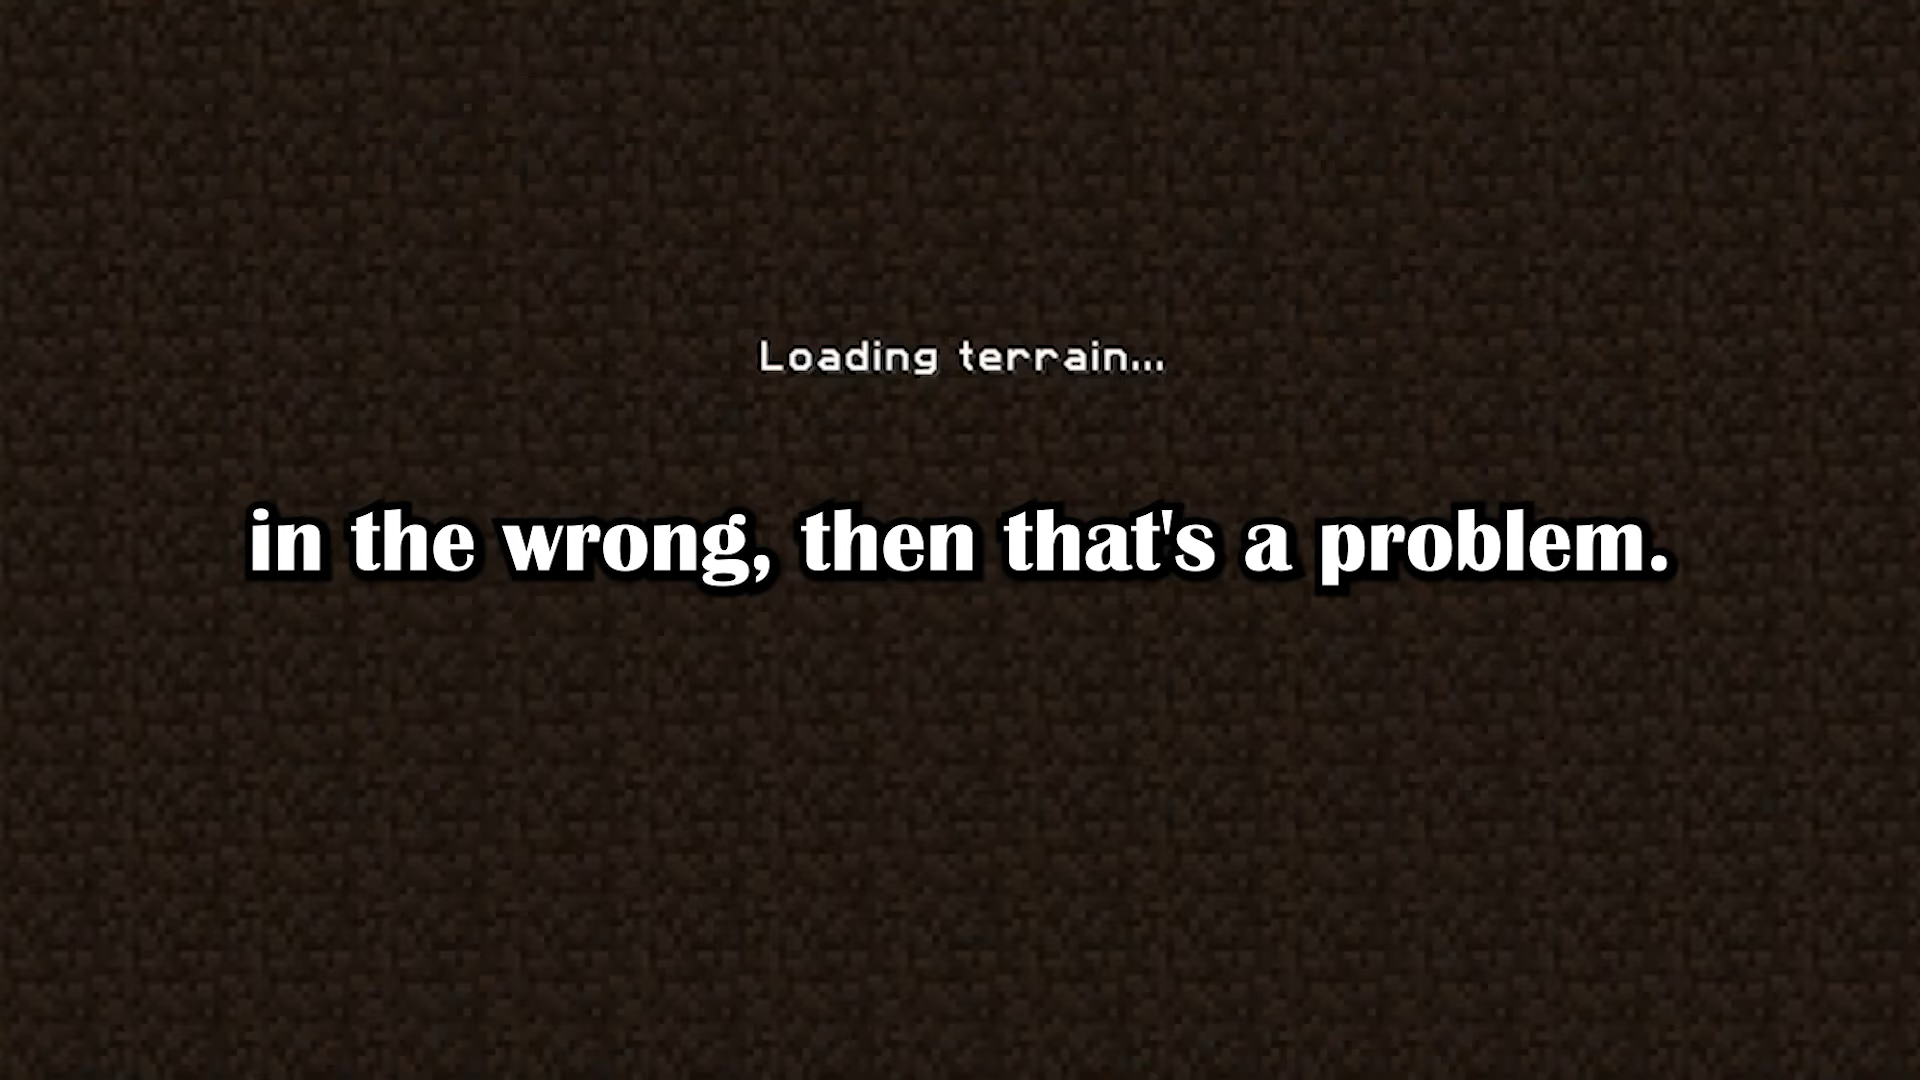 Loading terrain...
in the wrong, then that's a problem.